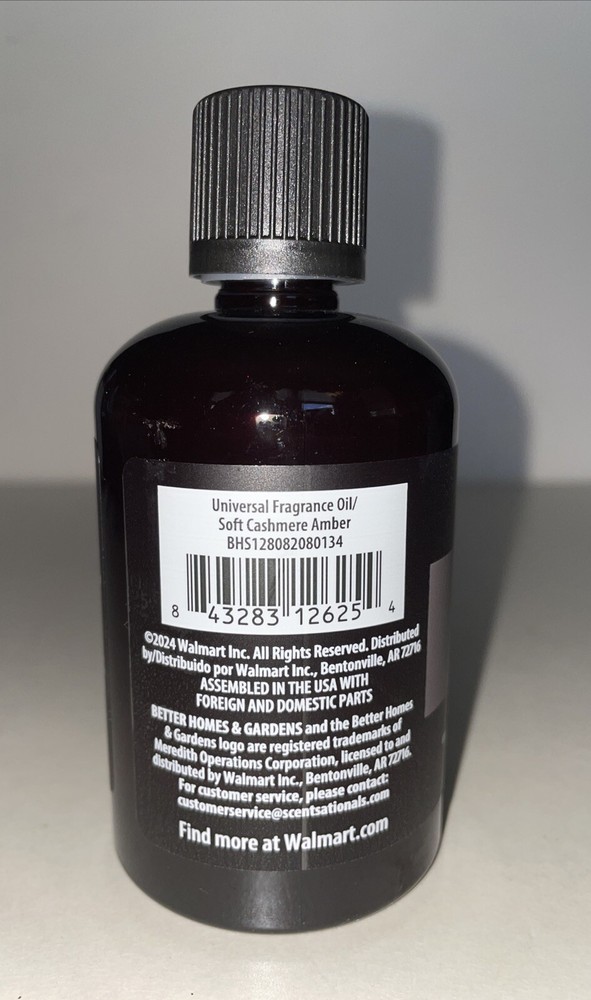 Universal Fragrance Oil/
Soft Cashmere Amber
BHS128082080134
8 43283 12625 4
©2024 Walmart Inc. All Rights Reserved. Distributed
by/Distribuido por Walmart Inc., Bentonville, AR 72716
ASSEMBLED IN THE USA WITH
FOREIGN AND DOMESTIC PARTS
BETTER HOMES & GARDENS and the Better Homes
& Gardens logo are registered trademarks of
Meredith Operations Corporation, licensed to and
distributed by Walmart Inc., Bentonville, AR 72716.
For customer service, please contact:
customerservice@scentsationals.com
Find more at Walmart.com